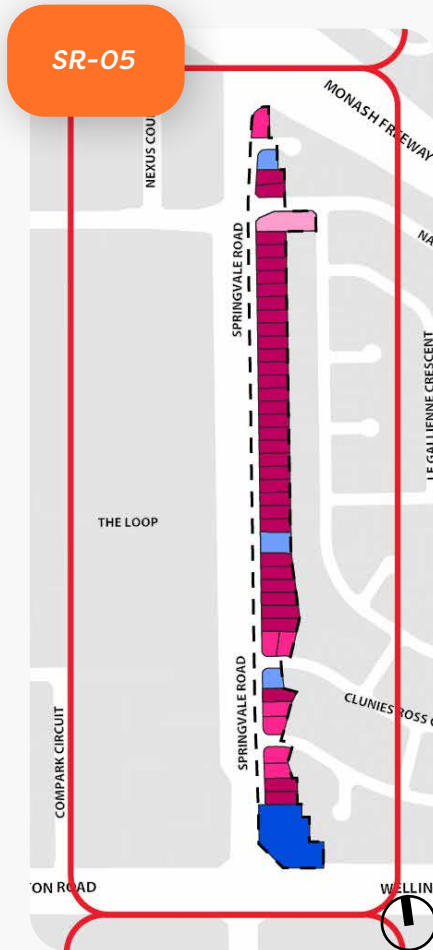 SR-05
MONASH FREEWAY
NEXUS COU
NA
SPRINGVALE ROAD
LE GALLIENNE CRESCENT
THE LOOP
SPRINGVALE ROAD
CLUNIES ROSS C
COMPARK CIRCUIT
TON ROAD
WELLIN